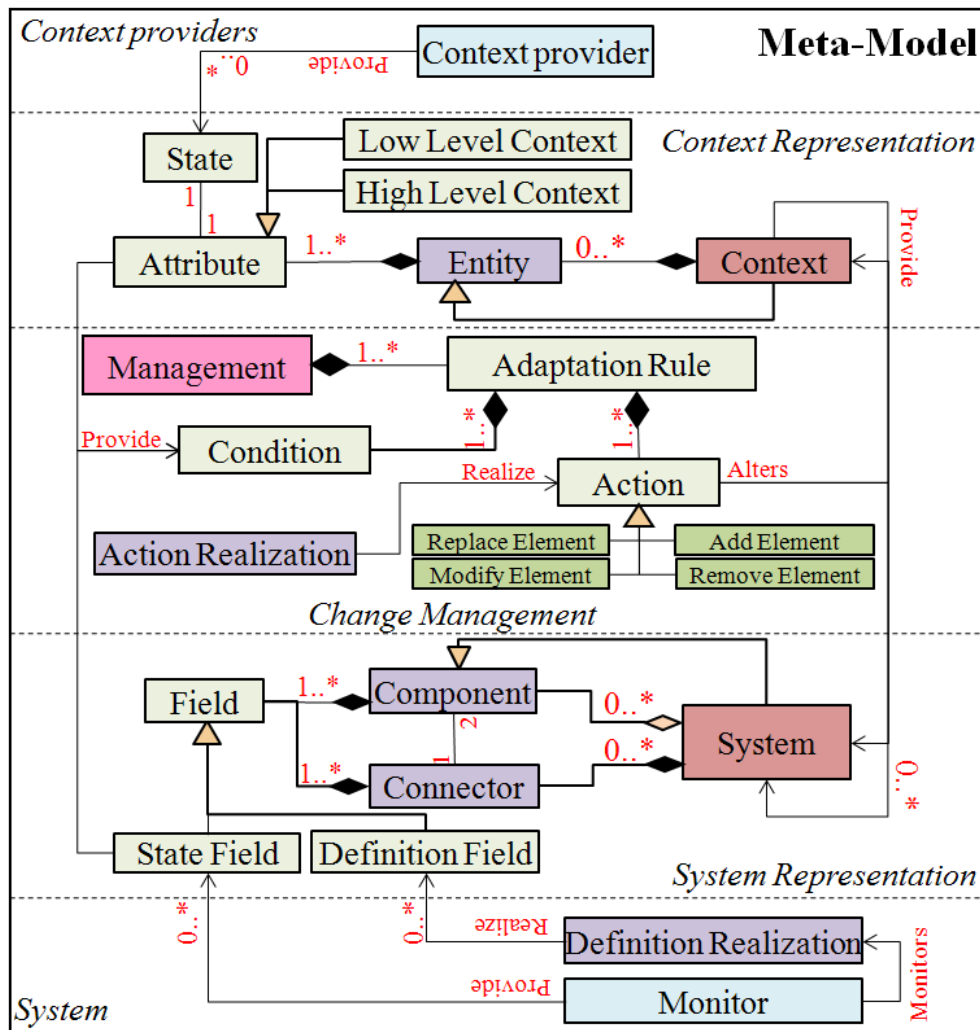 Context providers
Meta-Model
Context provider
Provide
0..*
Context Representation
State
Low Level Context
High Level Context
1
1
Provide
Attribute
1..*
Entity
0..*
Context
Management
1..*
Adaptation Rule
1..*
1..*
Provide
Condition
Realize
Action
Alters
Action Realization
Replace Element
Add Element
Modify Element
Remove Element
Change Management
Field
1..*
Component
0..*
2
1
System
0..*
1..*
Connector
0..*
State Field
Definition Field
System Representation
0..*
0..*
Realize
Definition Realization
Monitors
Provide
Monitor
System